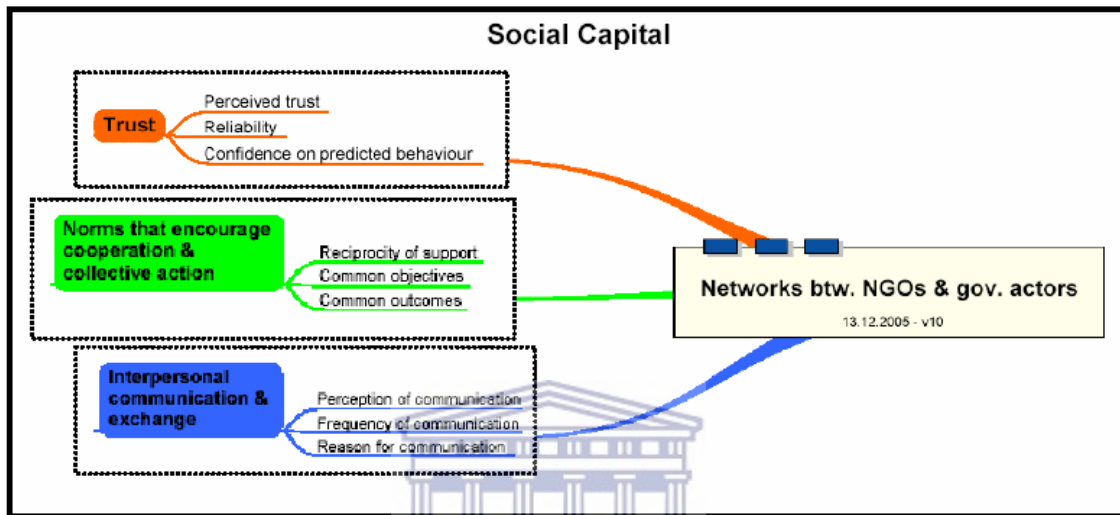 Social Capital
Trust
Perceived trust
Reliability
Confidence on predicted behaviour
Norms that encourage
cooperation &
collective action
Reciprocity of support
Common objectives
Common outcomes
Interpersonal
communication &
exchange
Perception of communication
Frequency of communication
Reason for communication
Networks btw. NGOs & gov. actors
13.12.2005 - v10